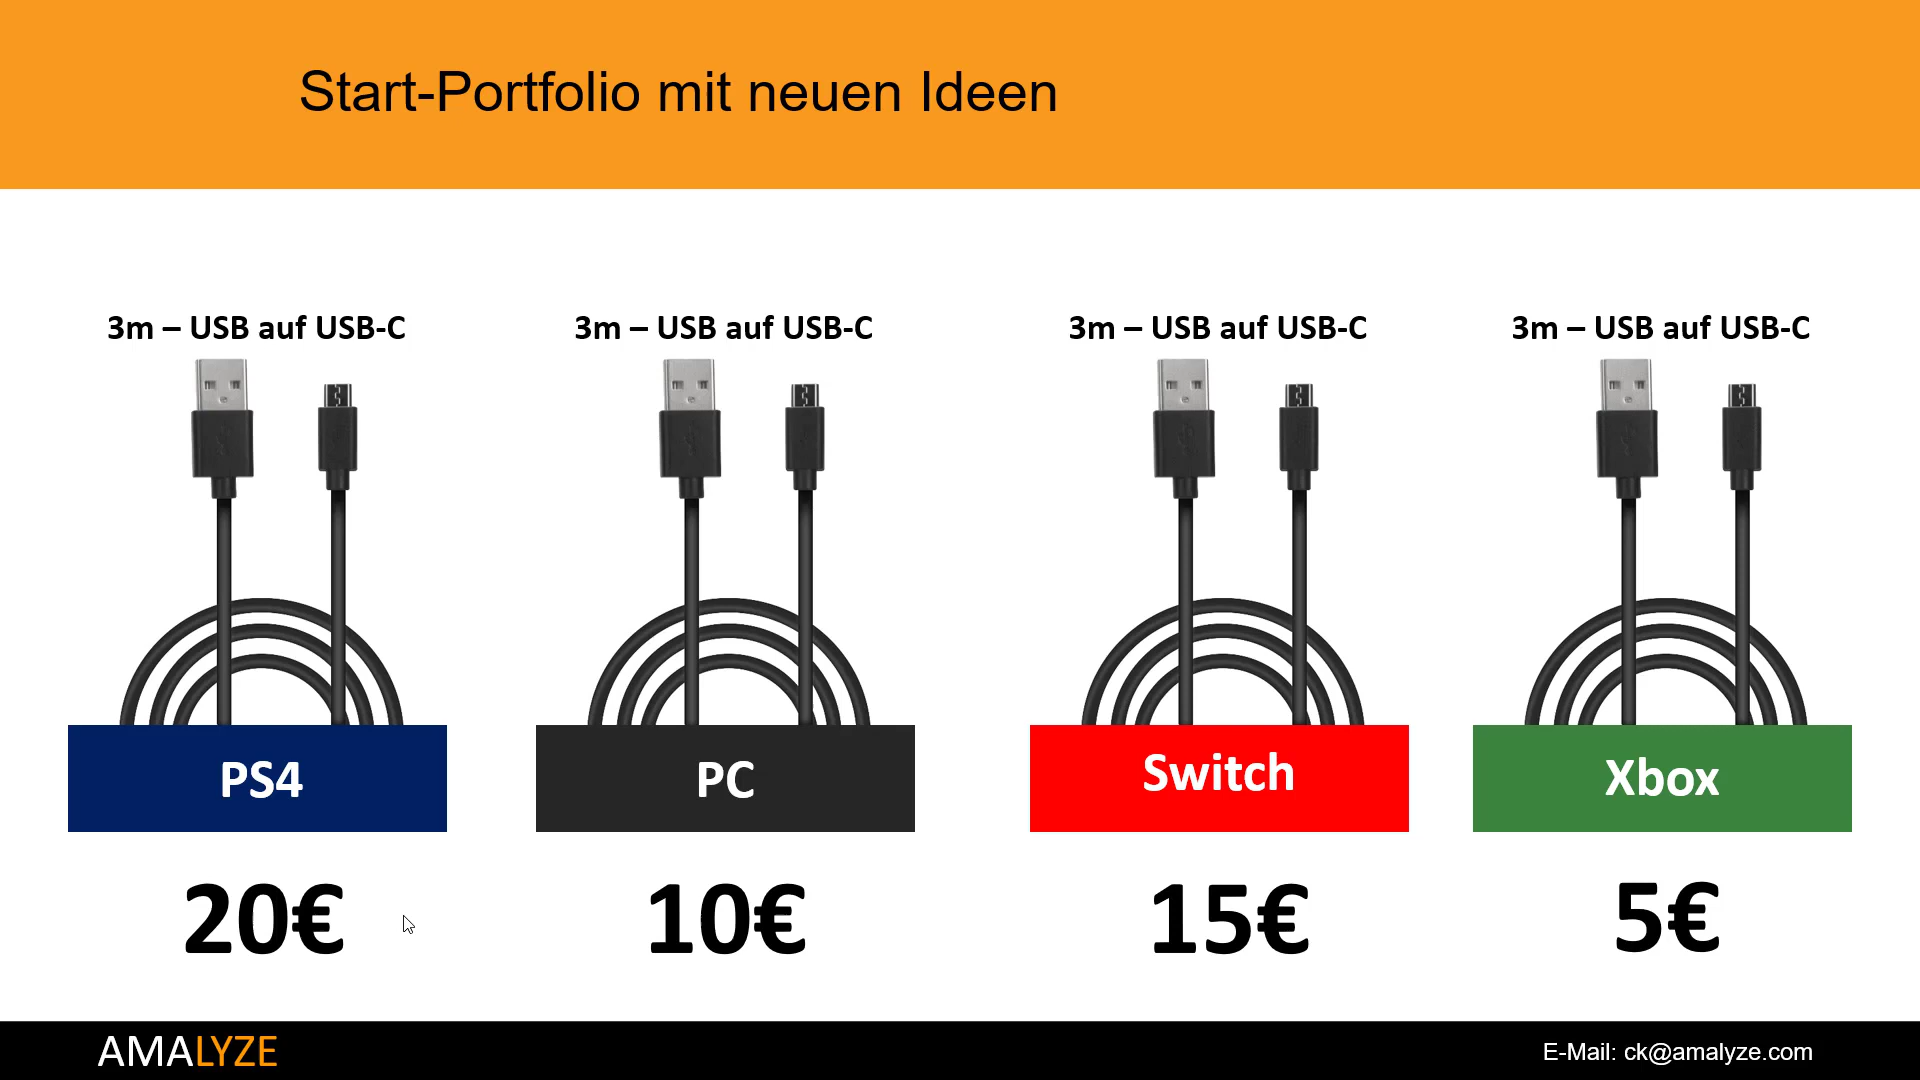 Start-Portfolio mit neuen Ideen
3m – USB auf USB-C
3m – USB auf USB-C
3m – USB auf USB-C
3m – USB auf USB-C
PS4
PC
Switch
Xbox
20€
10€
15€
5€
AMALYZE
E-Mail: ck@amalyze.com